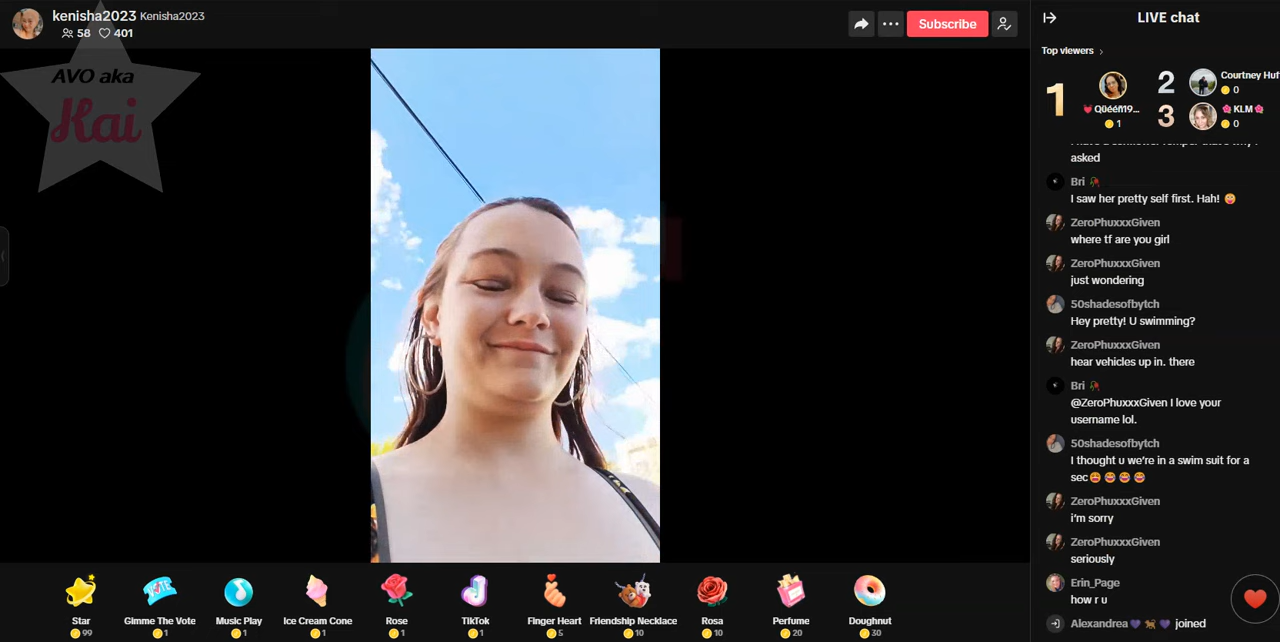 kenisha2023 Kenisha2023
58 401
Subscribe
AVO aka
Kai
LIVE chat
Top viewers
1
Qüéén19...
1
2
Courtney Huf
0
3
KLM
0
asked
Bri
I saw her pretty self first. Hah!
ZeroPhuxxxGiven
where tf are you girl
ZeroPhuxxxGiven
just wondering
50shadesofbytch
Hey pretty! U swimming?
ZeroPhuxxxGiven
hear vehicles up in. there
Bri
@ZeroPhuxxxGiven I love your
username lol.
50shadesofbytch
I thought u we're in a swim suit for a
sec
ZeroPhuxxxGiven
i'm sorry
ZeroPhuxxxGiven
seriously
Erin_Page
how r u
Alexandrea joined
Star
99
Gimme The Vote
1
Music Play
1
Ice Cream Cone
1
Rose
1
TikTok
1
Finger Heart
5
Friendship Necklace
10
Rosa
10
Perfume
20
Doughnut
30